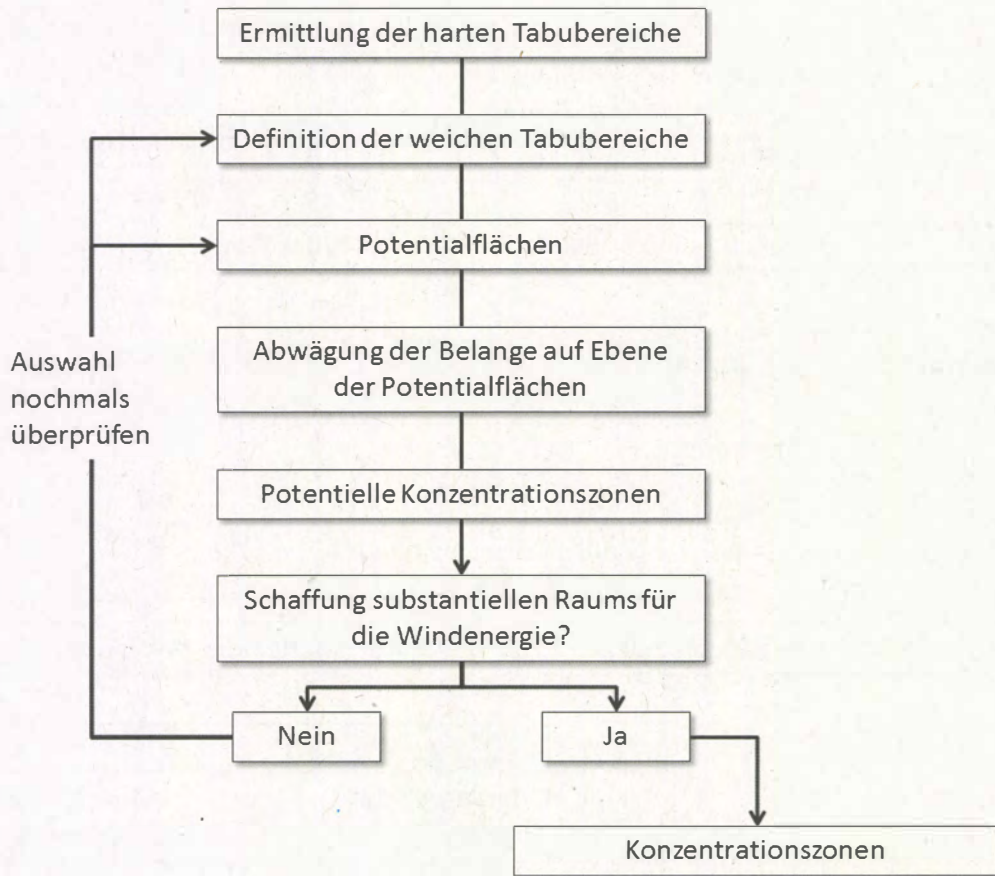 Ermittlung der harten Tabubereiche
Definition der weichen Tabubereiche
Potentialflächen
Abwägung der Belange auf Ebene
der Potentialflächen
Auswahl
nochmals
überprüfen
Potentielle Konzentrationszonen
Schaffung substantiellen Raums für
die Windenergie?
Nein
Ja
Konzentrationszonen